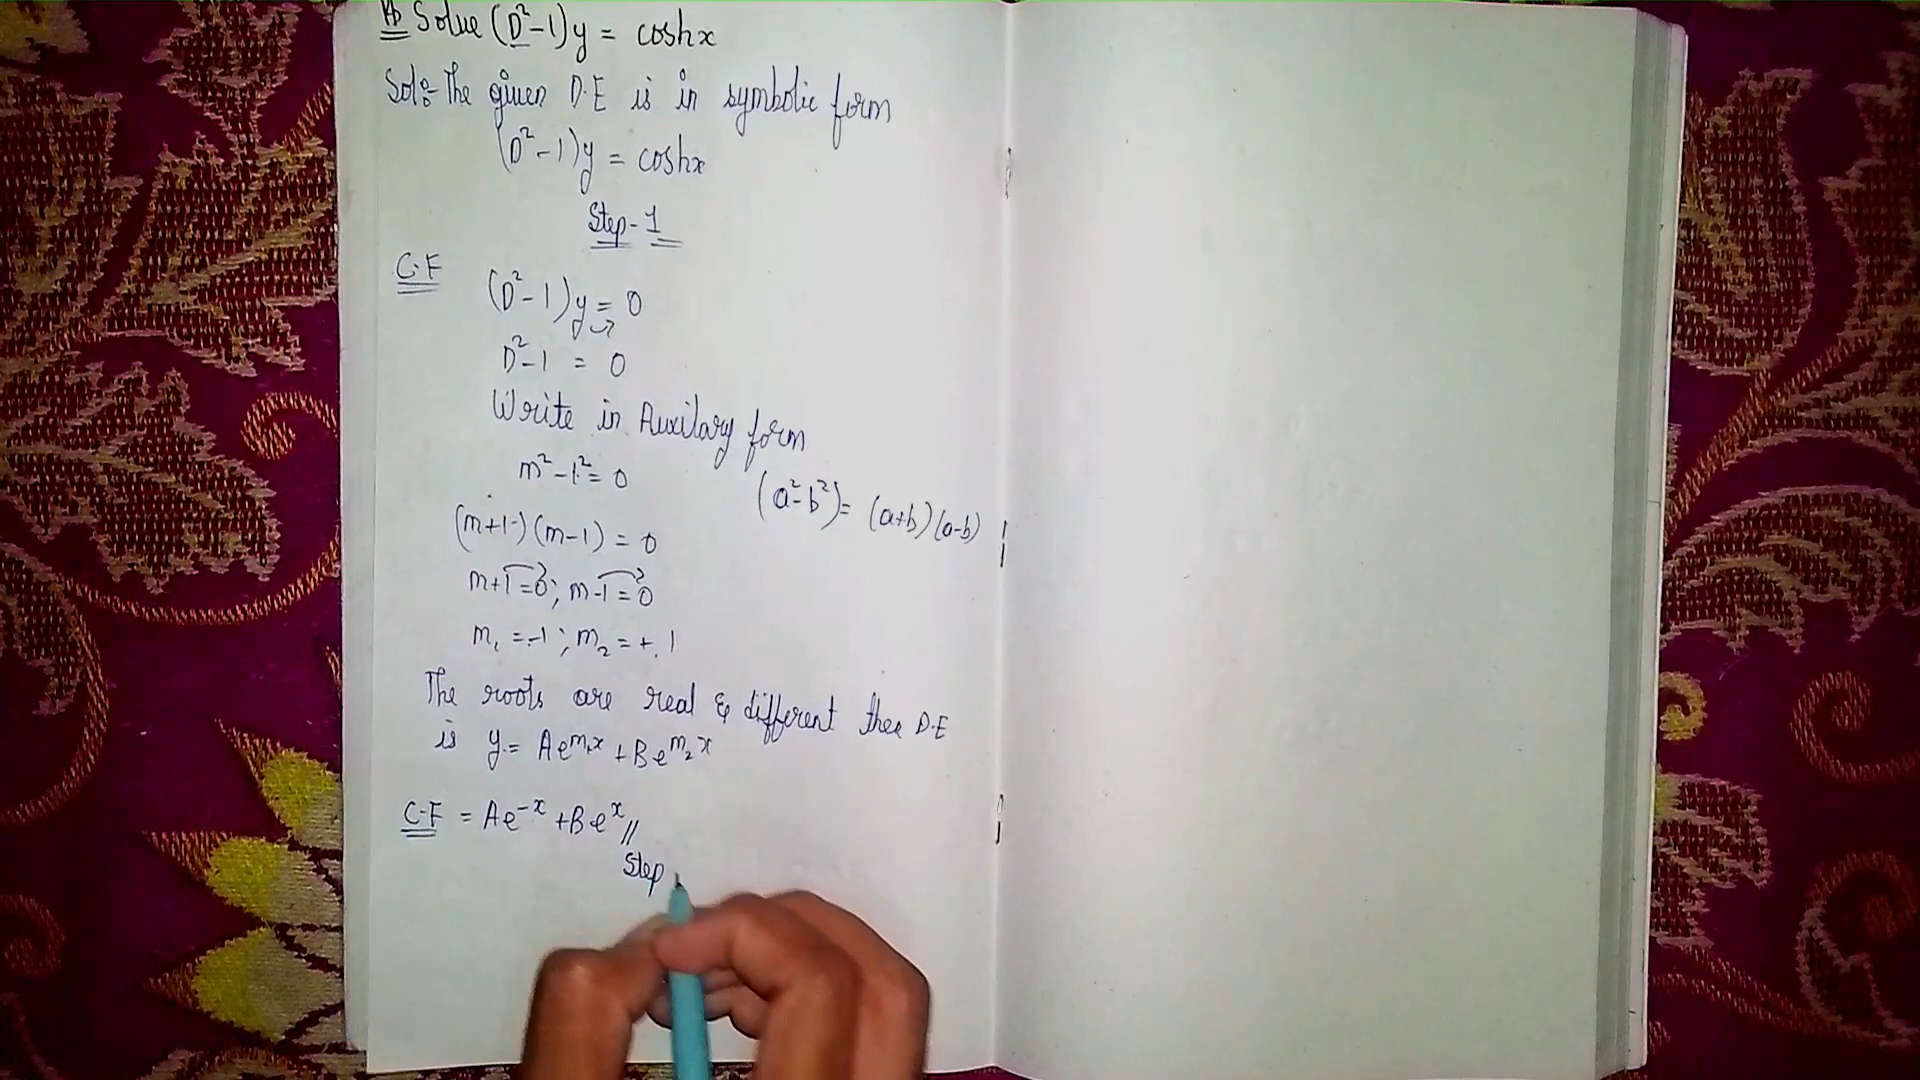 Solve (D²-1)y = coshx
Sol:- The given D.E is in symbolic form
(D²-1)y = coshx
Step-1
C.F
(D²-1)y = 0
D²-1 = 0
Write in Auxilary form
m²-1²=0
(a²-b²)= (a+b)(a-b)
(m+1)(m-1) = 0
m+1=0; m-1=0
m₁ = -1; m₂ = +1
The roots are real & different then D.E
is y = Ae^m₁x + Be^m₂x
C.F = Ae^-x + Be^x//
Step